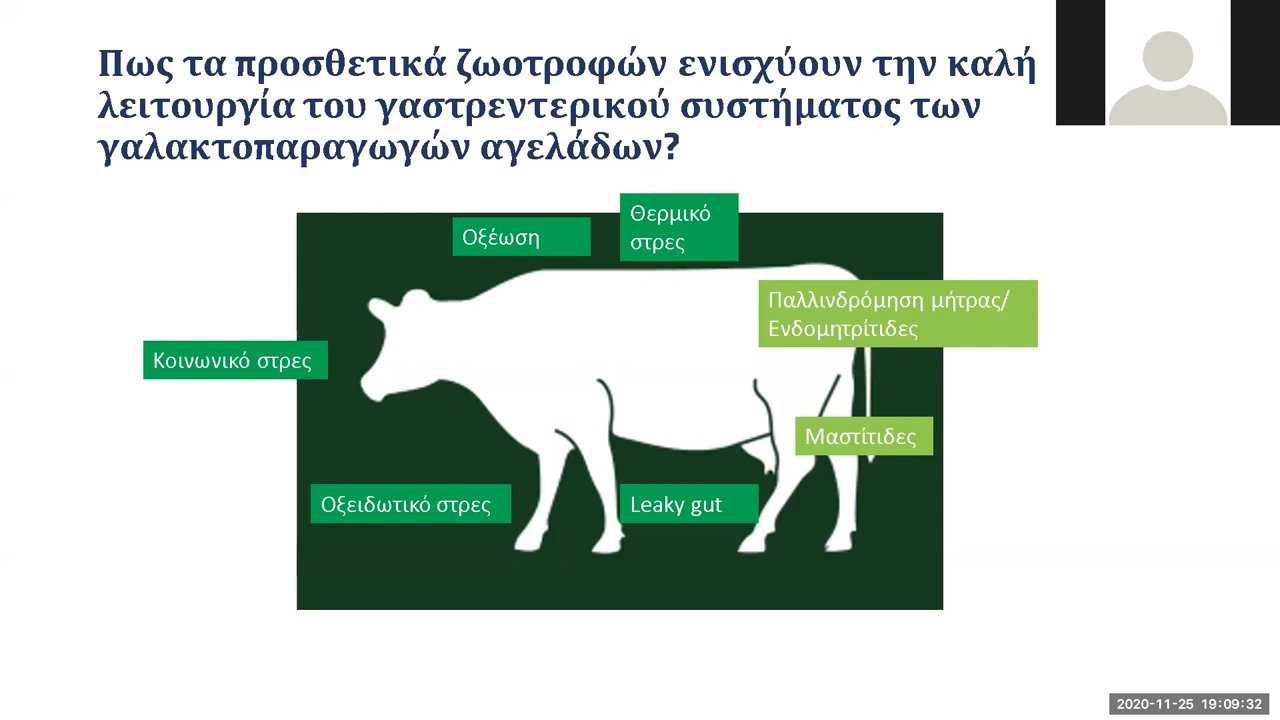 Πως τα προσθετικά ζωοτροφών ενισχύουν την καλή
λειτουργία του γαστρεντερικού συστήματος των
γαλακτοπαραγωγών αγελάδων?
Θερμικό
στρες
Οξέωση
Παλλινδρόμηση μήτρας/
Ενδομητρίτιδες
Κοινωνικό στρες
Μαστίτιδες
Οξειδωτικό στρες
Leaky gut
2020-11-25 19:09:32